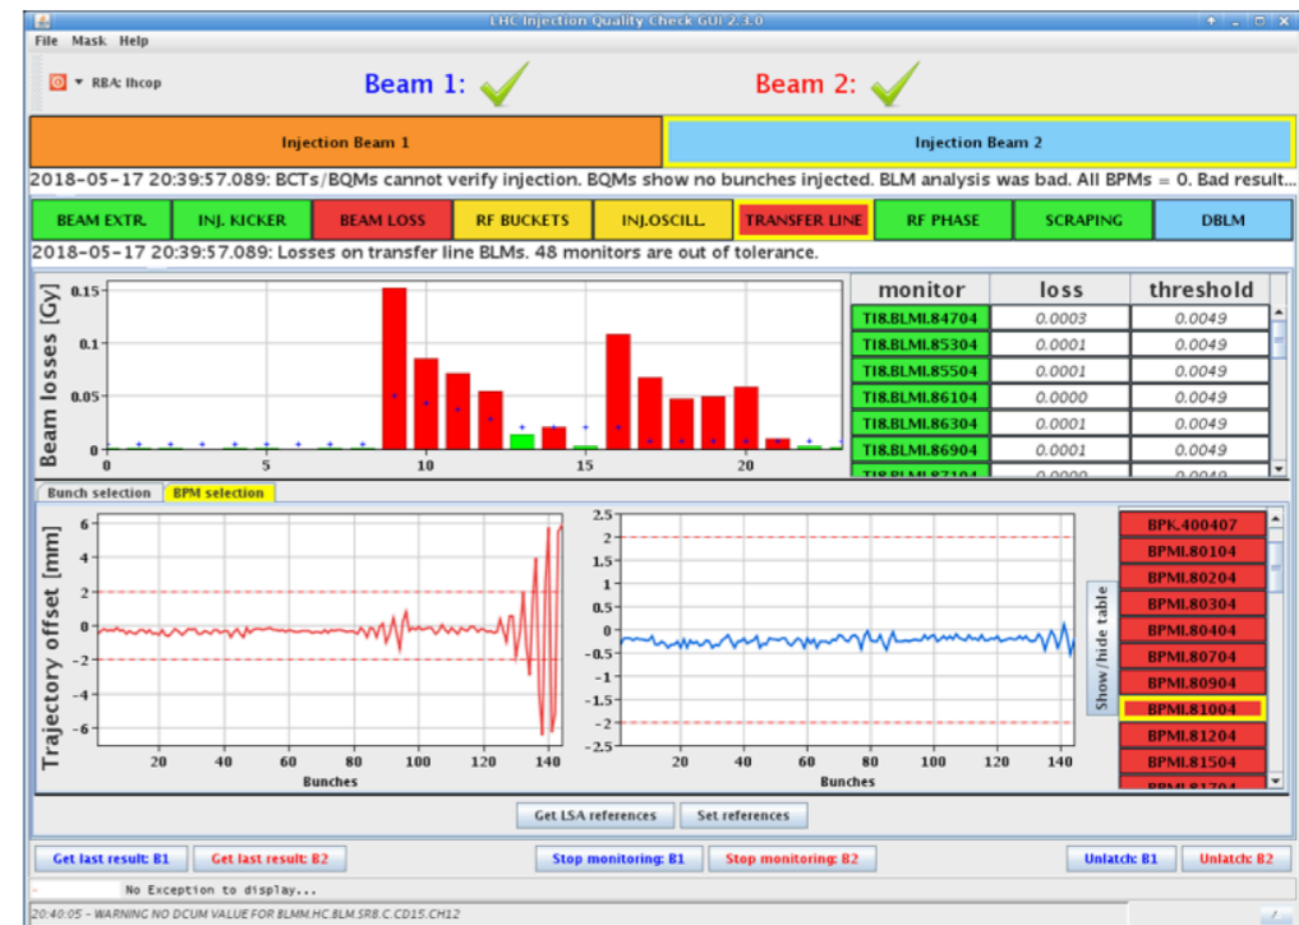 LHC Injection Quality Check GUI 2.3.0
File Mask Help
RBA: lhcop
Beam 1: Beam 2:
Injection Beam 1 Injection Beam 2
2018-05-17 20:39:57.089: BCTs/BQMs cannot verify injection. BQMs show no bunches injected. BLM analysis was bad. All BPMs = 0. Bad result...
BEAM EXTR. INJ. KICKER BEAM LOSS RF BUCKETS INJ.OSCILL. TRANSFER LINE RF PHASE SCRAPING DBLM
2018-05-17 20:39:57.089: Losses on transfer line BLMs. 48 monitors are out of tolerance.
Beam losses [Gy]
0.15
0.1
0.05
0
0 5 10 15 20
monitor loss threshold
TI8.BLMI.84704 0.0003 0.0049
TI8.BLMI.85304 0.0001 0.0049
TI8.BLMI.85504 0.0001 0.0049
TI8.BLMI.86104 0.0000 0.0049
TI8.BLMI.86304 0.0001 0.0049
TI8.BLMI.86904 0.0001 0.0049
TI8.BLMI.87104 0.0000 0.0049
Bunch selection BPM selection
Trajectory offset [mm]
6
4
2
0
-2
-4
-6
20 40 60 80 100 120 140
Bunches
2.5
2
1.5
1
0.5
0
-0.5
-1
-1.5
-2
-2.5
20 40 60 80 100 120 140
Bunches
Show/hide table
BPK.400407
BPMI.80104
BPMI.80204
BPMI.80304
BPMI.80404
BPMI.80704
BPMI.80904
BPMI.81004
BPMI.81204
BPMI.81504
BPMI.81704
Get LSA references Set references
Get last result: B1 Get last result: B2 Stop monitoring: B1 Stop monitoring: B2 Unlatch: B1 Unlatch: B2
- No Exception to display...
20:40:05 - WARNING NO DCUM VALUE FOR BLMM.HC.BLM.SR8.C.CD15.CH12